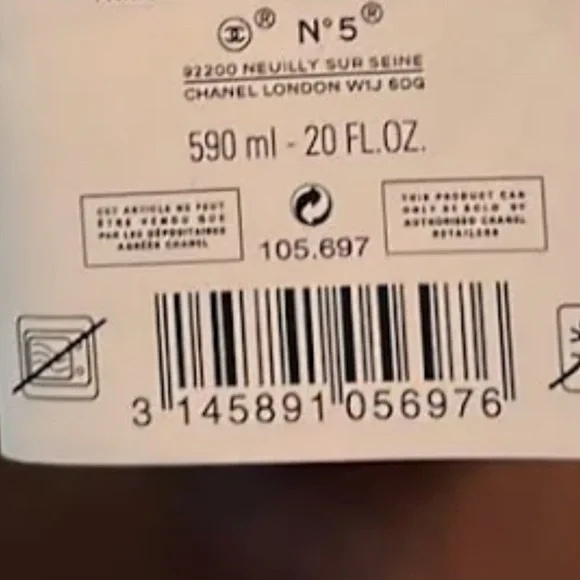 ® N°5®
92200 NEUILLY SUR SEINE
CHANEL LONDON W1J 6DG
590 ml - 20 FL.OZ.
CET ARTICLE NE PEUT
ÊTRE VENDU QUE
PAR LES DÉPOSITAIRES
AGRÉÉS CHANEL
105.697
THIS PRODUCT CAN
ONLY BE SOLD BY
AUTHORISED CHANEL
RETAILERS
3 145891 056976